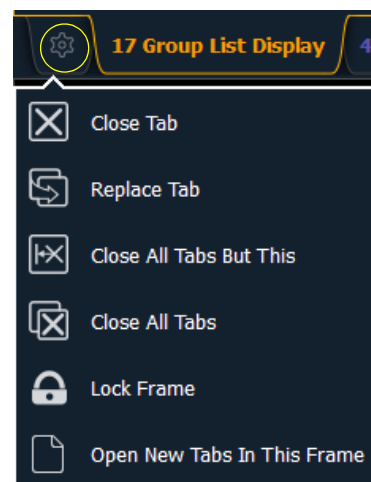 17 Group List Display 4
Close Tab
Replace Tab
Close All Tabs But This
Close All Tabs
Lock Frame
Open New Tabs In This Frame